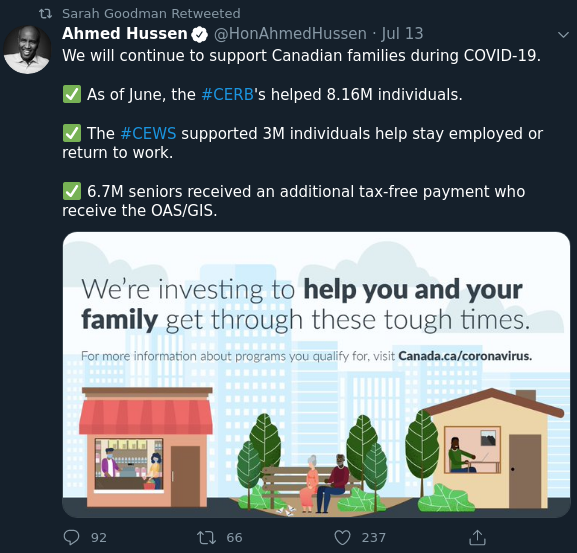 Sarah Goodman Retweeted
Ahmed Hussen @HonAhmedHussen · Jul 13
We will continue to support Canadian families during COVID-19.
✅ As of June, the #CERB's helped 8.16M individuals.
✅ The #CEWS supported 3M individuals help stay employed or
return to work.
✅ 6.7M seniors received an additional tax-free payment who
receive the OAS/GIS.
We're investing to help you and your
family get through these tough times.
For more information about programs you qualify for, visit Canada.ca/coronavirus.
92 66 237